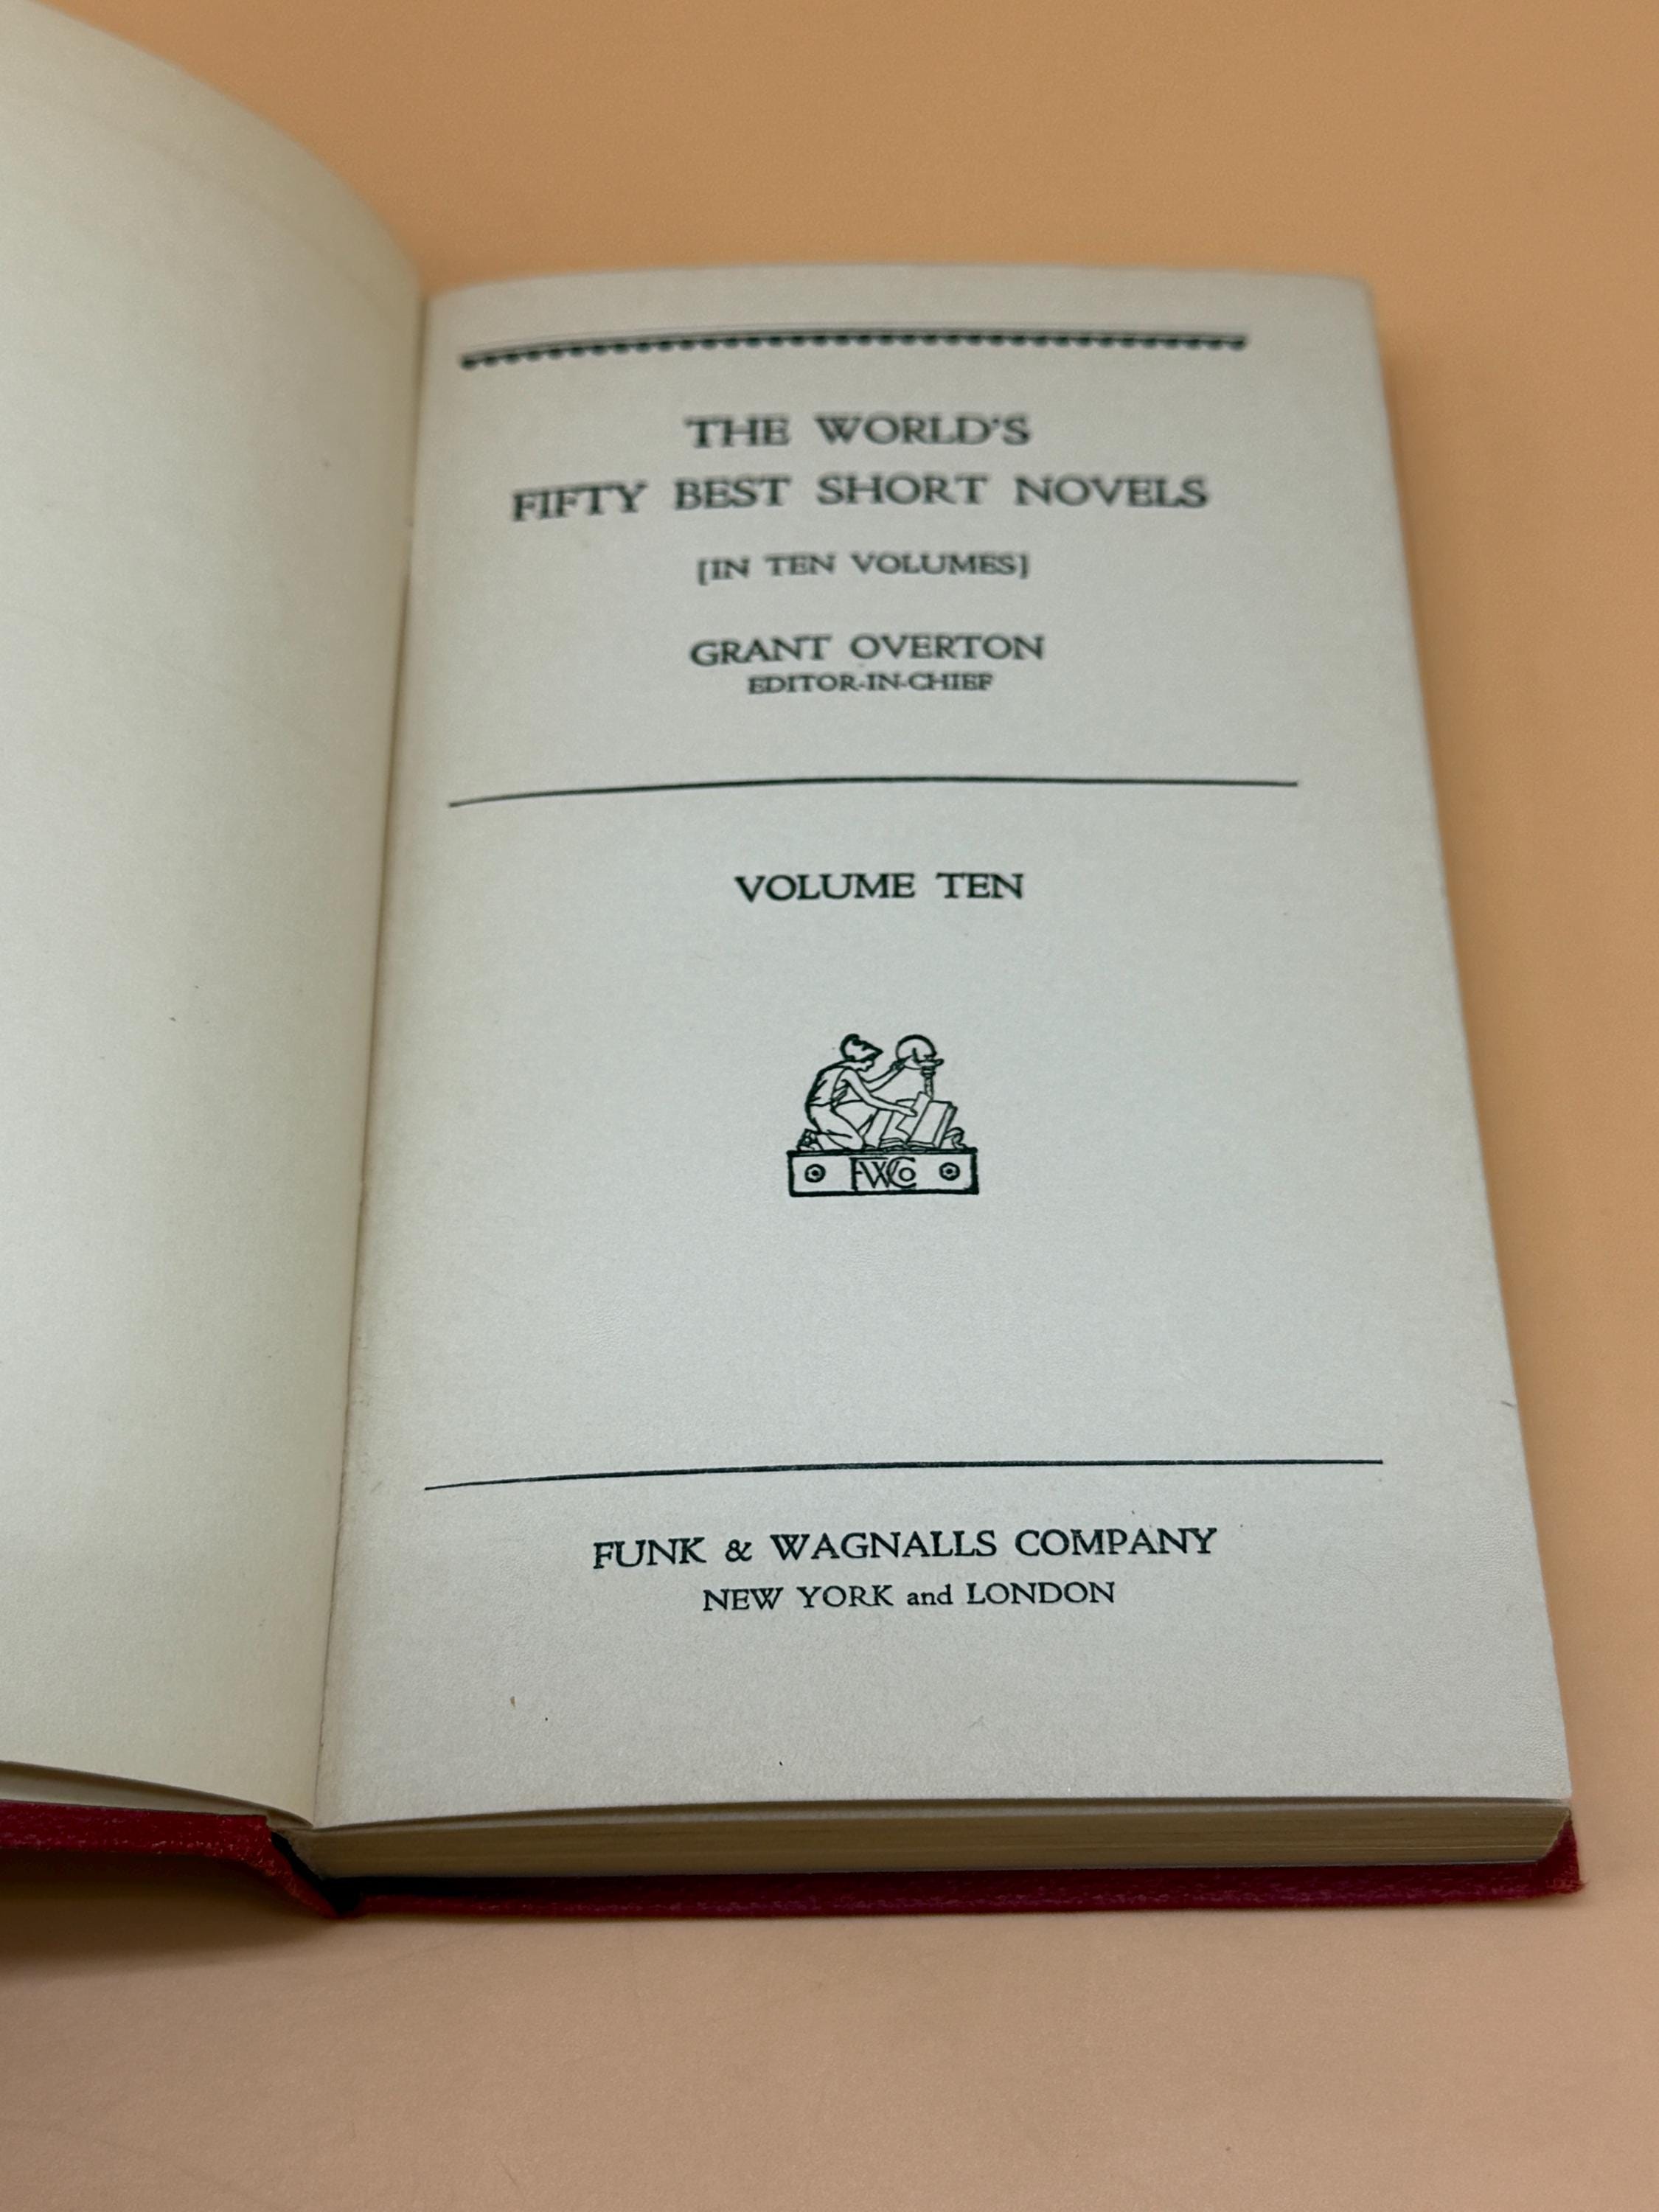 THE WORLD'S
FIFTY BEST SHORT NOVELS
[IN TEN VOLUMES]
GRANT OVERTON
EDITOR-IN-CHIEF
VOLUME TEN
FWCo
FUNK & WAGNALLS COMPANY
NEW YORK and LONDON